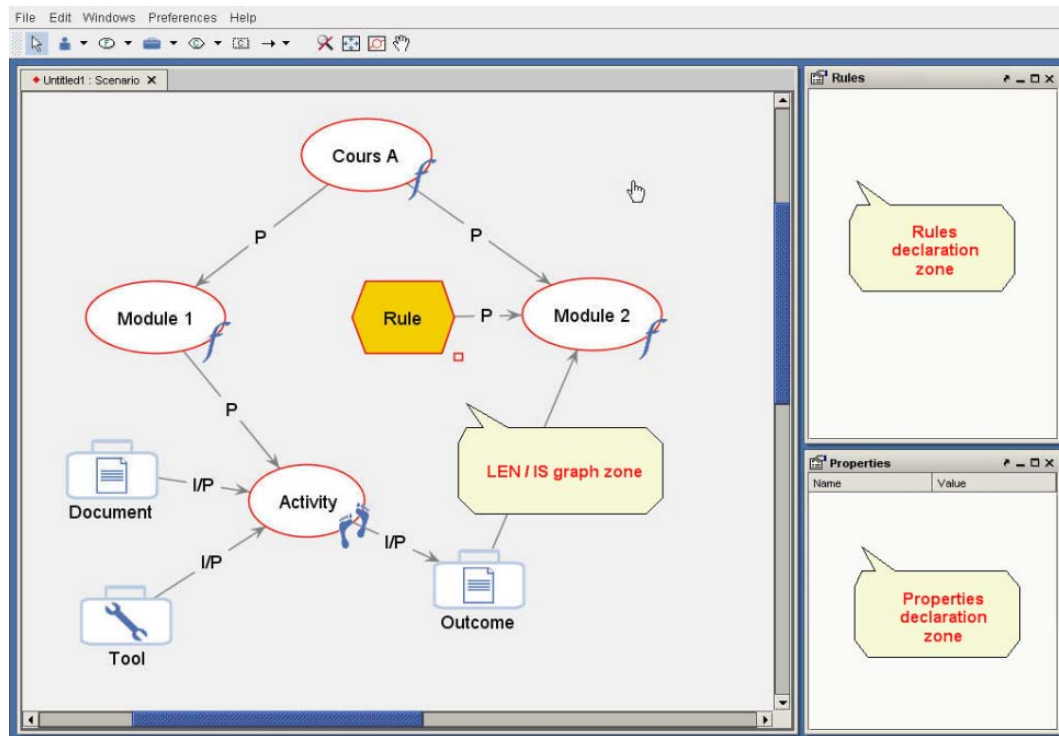 File Edit Windows Preferences Help
Untitled1 : Scenario
Rules
Cours A
P
P
Rules
declaration
zone
Module 1
Rule
P
Module 2
P
LEN / IS graph zone
Properties
Name Value
Document
I/P
Activity
I/P
I/P
Tool
Outcome
Properties
declaration
zone